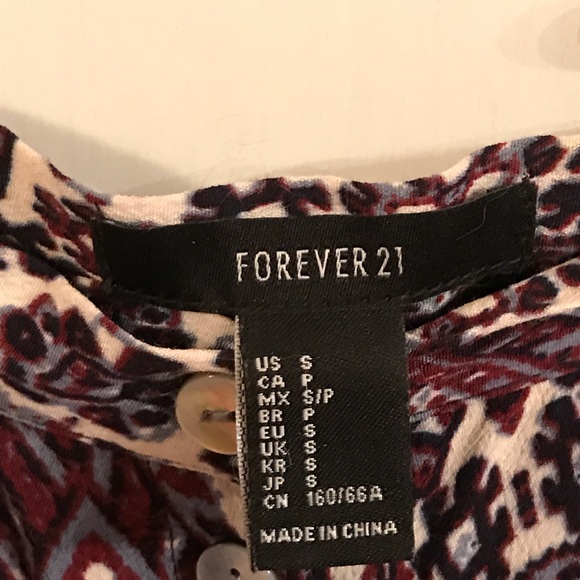 FOREVER 21
US S
CA P
MX S/P
BR P
EU S
UK S
KR S
JP S
CN 160/66A
MADE IN CHINA